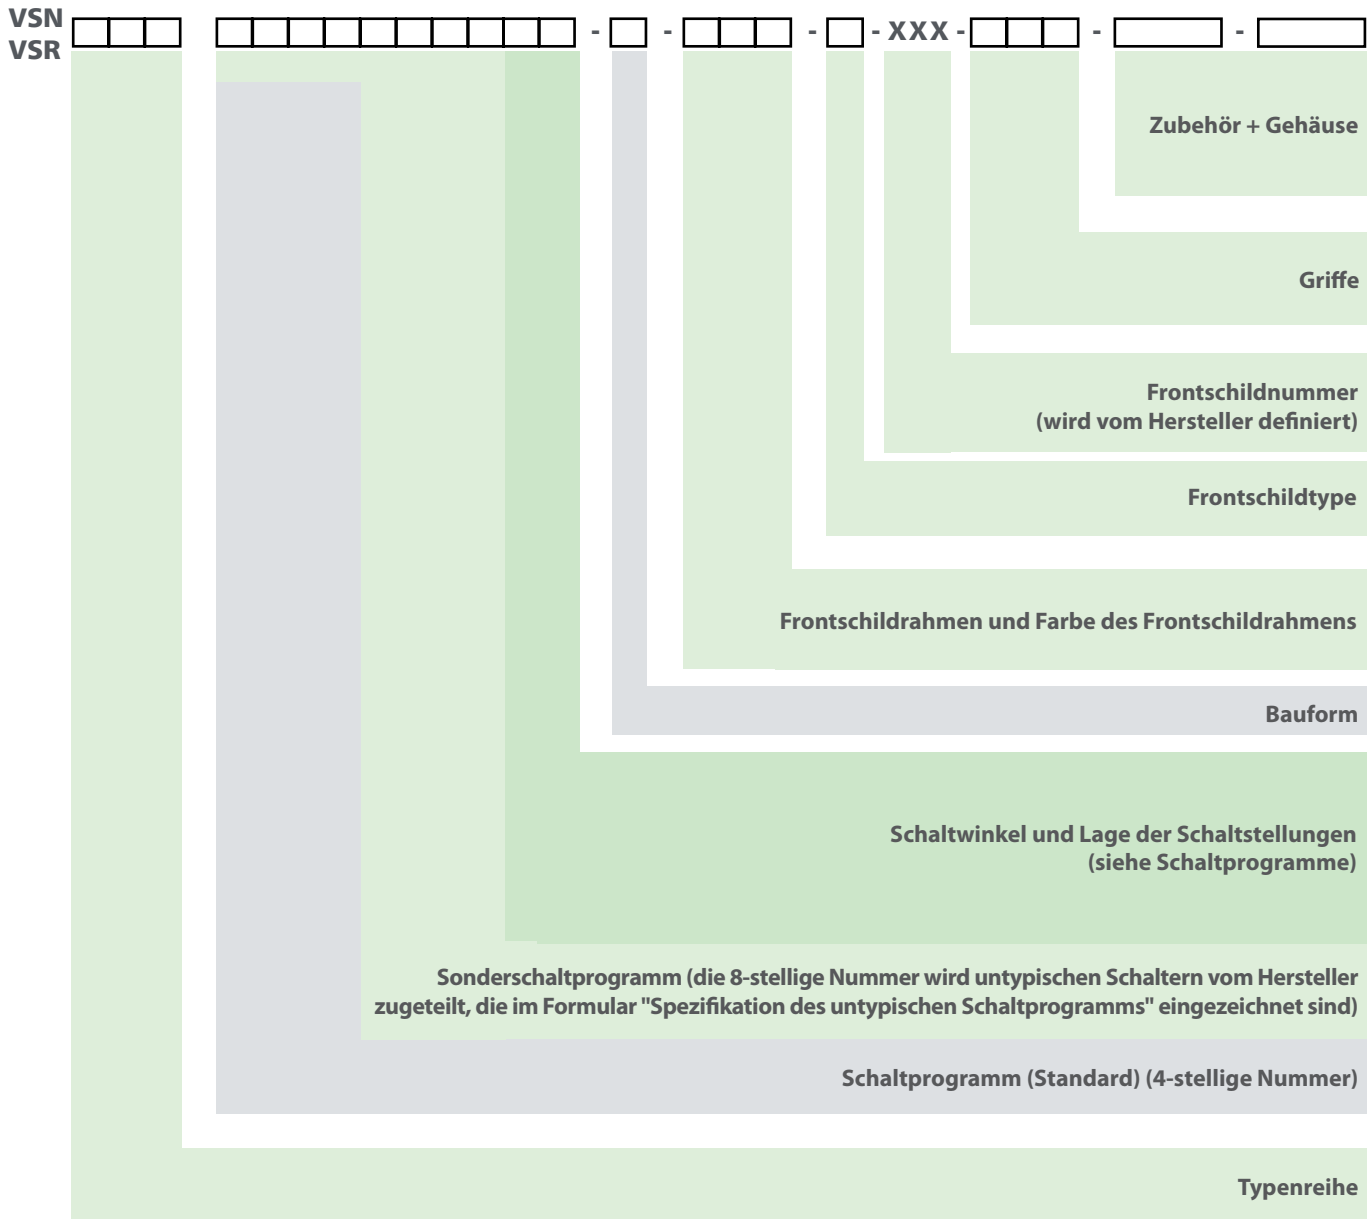 VSN
VSR
- - - - XXX - - -
Zubehör + Gehäuse
Griffe
Frontschildnummer
(wird vom Hersteller definiert)
Frontschildtype
Frontschildrahmen und Farbe des Frontschildrahmens
Bauform
Schaltwinkel und Lage der Schaltstellungen
(siehe Schaltprogramme)
Sonderschaltprogramm (die 8-stellige Nummer wird untypischen Schaltern vom Hersteller
zugeteilt, die im Formular "Spezifikation des untypischen Schaltprogramms" eingezeichnet sind)
Schaltprogramm (Standard) (4-stellige Nummer)
Typenreihe